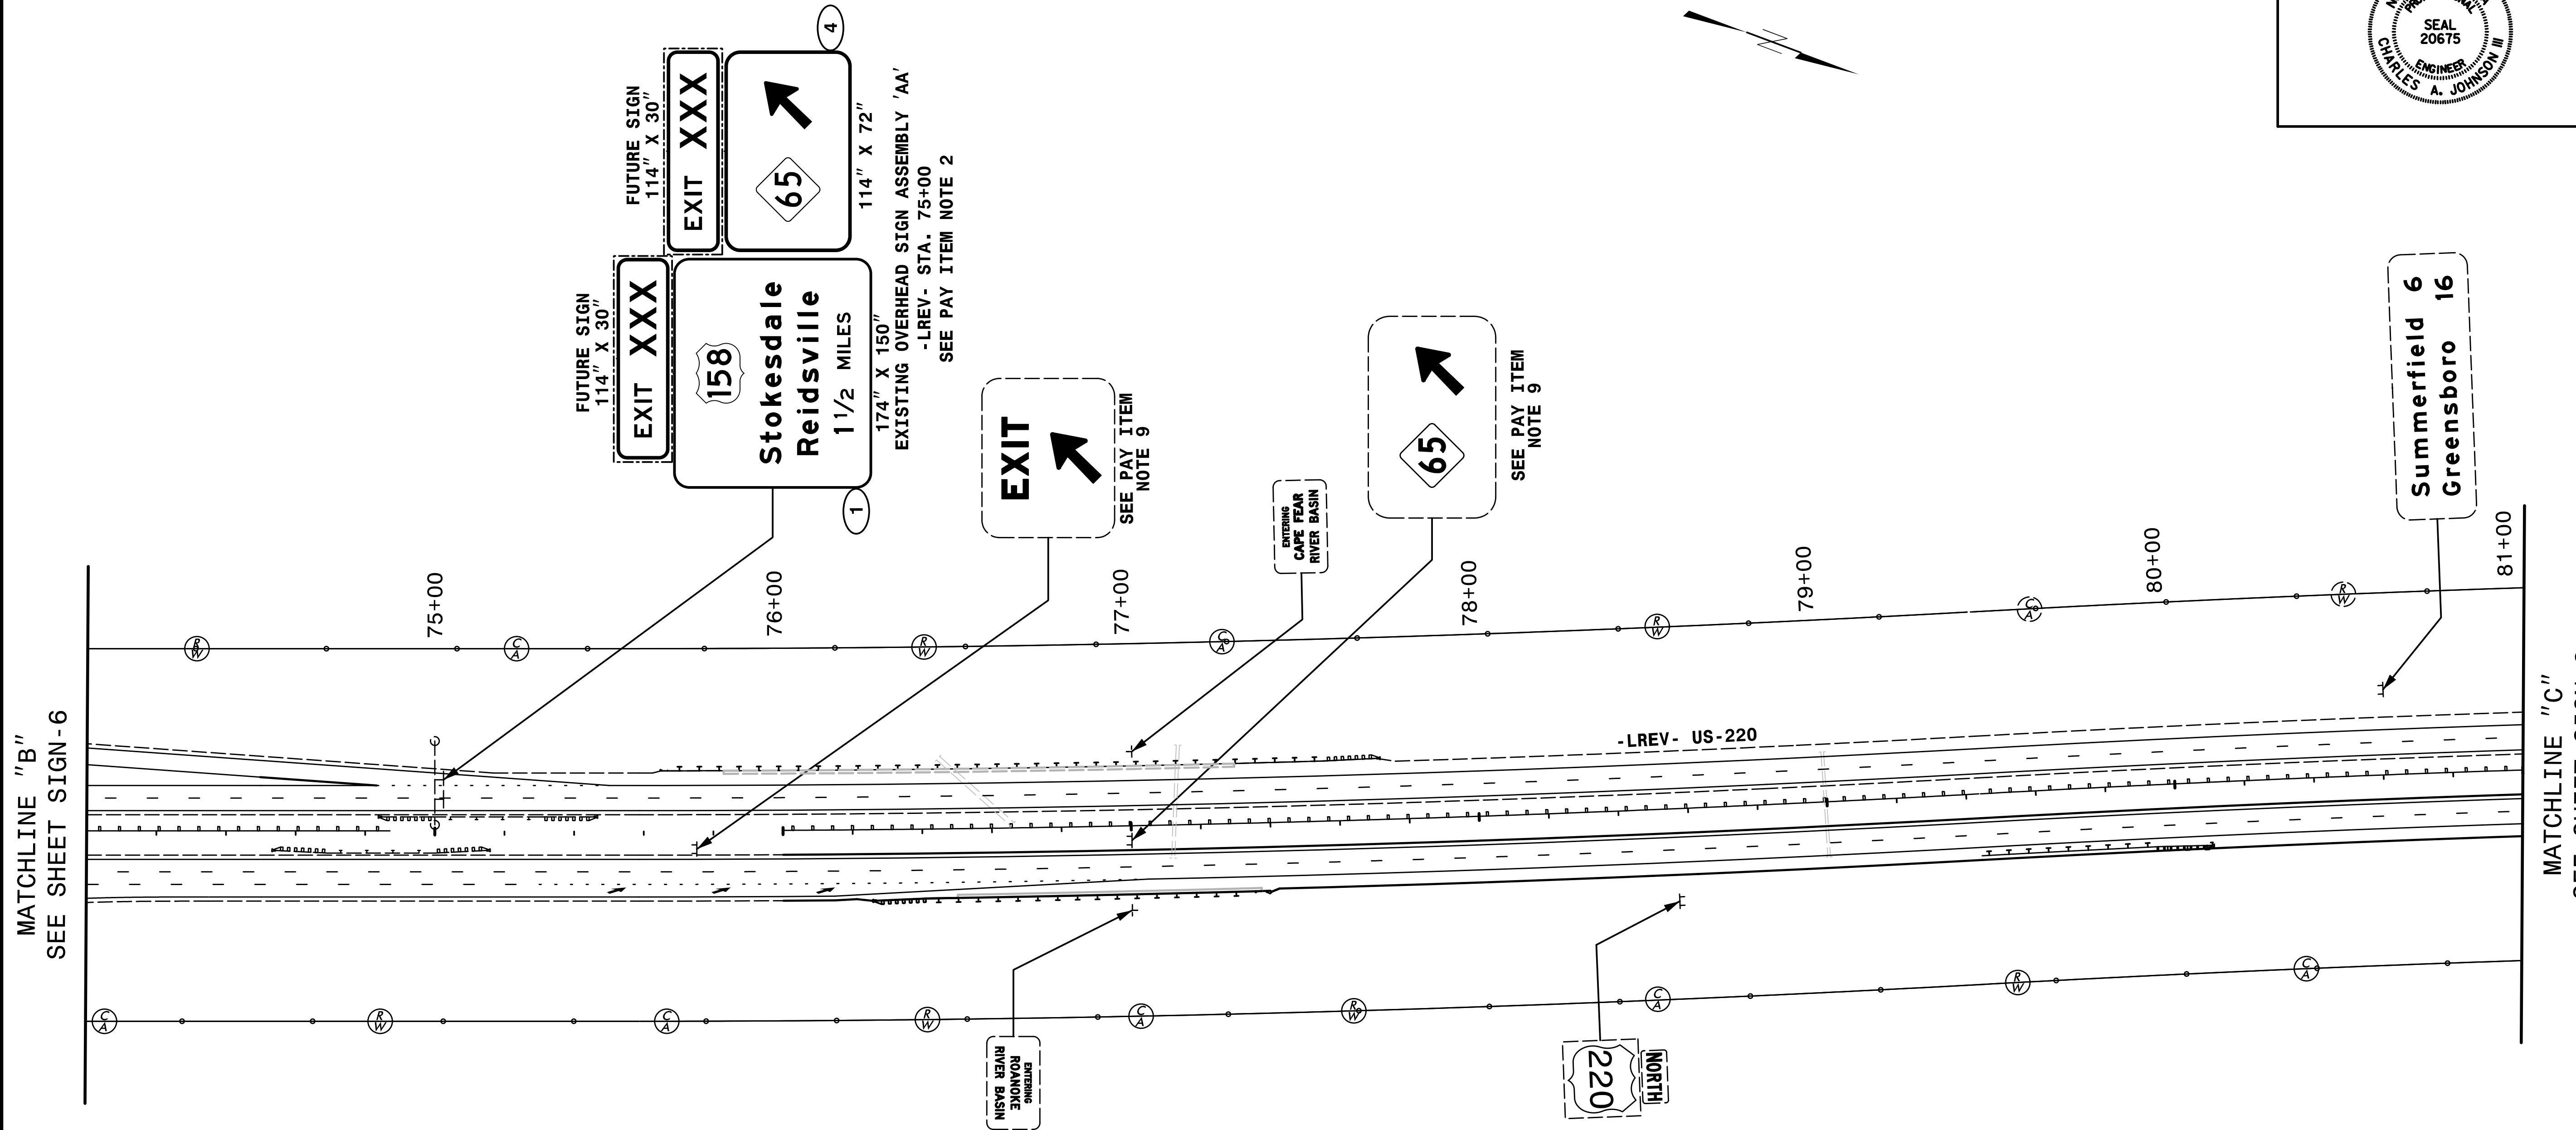 MATCHLINE "B"
SEE SHEET SIGN-6
FUTURE SIGN
114" X 30"
EXIT XXX
65
4
114" X 72"
FUTURE SIGN
114" X 30"
EXIT XXX
158
Stokesdale
Reidsville
1 1/2 MILES
1
174" X 150"
EXISTING OVERHEAD SIGN ASSEMBLY 'AA'
-LREV- STA. 75+00
SEE PAY ITEM NOTE 2
EXIT
SEE PAY ITEM
NOTE 9
ENTERING
CAPE FEAR
RIVER BASIN
65
SEE PAY ITEM
NOTE 9
Summerfield 6
Greensboro 16
SEAL
20675
ENGINEER
CHARLES A. JOHNSON III
75+00
76+00
77+00
78+00
79+00
80+00
81+00
R W
C A
R W
C A
R W
C A
R W
-LREV- US-220
C A
R W
C A
R W
C A
R W
C A
R W
C A
ENTERING
ROANOKE
RIVER BASIN
NORTH
220
MATCHLINE "C"